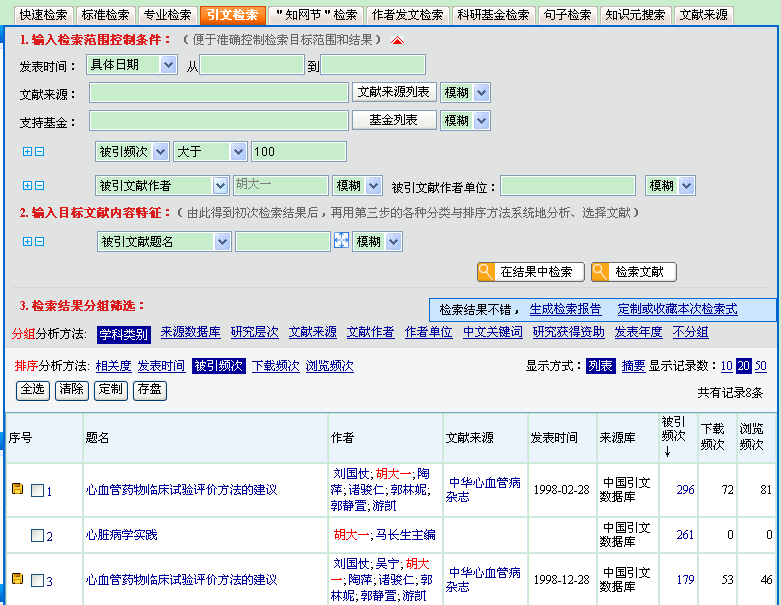 快速检索 标准检索 专业检索 引文检索 "知网节"检索 作者发文检索 科研基金检索 句子检索 知识元搜索 文献来源
1. 输入检索范围控制条件：（便于准确控制检索目标范围和结果）
发表时间： 具体日期 从 到
文献来源： 文献来源列表 模糊
支持基金： 基金列表 模糊
被引频次 大于 100
被引文献作者 胡大一 模糊 被引文献作者单位： 模糊
2. 输入目标文献内容特征：（由此得到初次检索结果后，再用第三步的各种分类与排序方法系统地分析、选择文献）
被引文献题名 模糊
在结果中检索 检索文献
3. 检索结果分组筛选：
检索结果不错， 生成检索报告 定制或收藏本次检索式
分组分析方法: 学科类别 来源数据库 研究层次 文献来源 文献作者 作者单位 中文关键词 研究获得资助 发表年度 不分组
排序分析方法: 相关度 发表时间 被引频次 下载频次 浏览频次 显示方式： 列表 摘要 显示记录数： 10 20 50
全选 清除 定制 存盘
共有记录8条
序号 题名 作者 文献来源 发表时间 来源库 被引频次↓ 下载频次 浏览频次
1 心血管药物临床试验评价方法的建议 刘国仗;胡大一;陶萍;诸骏仁;郭林妮;郭静萱;游凯 中华心血管病杂志 1998-02-28 中国引文数据库 296 72 81
2 心脏病学实践 胡大一;马长生主编 中国引文数据库 261 0 0
3 心血管药物临床试验评价方法的建议 刘国仗;吴宁;胡大一;陶萍;诸骏仁;郭林妮;郭静萱;游凯 中华心血管病杂志 1998-12-28 中国引文数据库 179 53 46